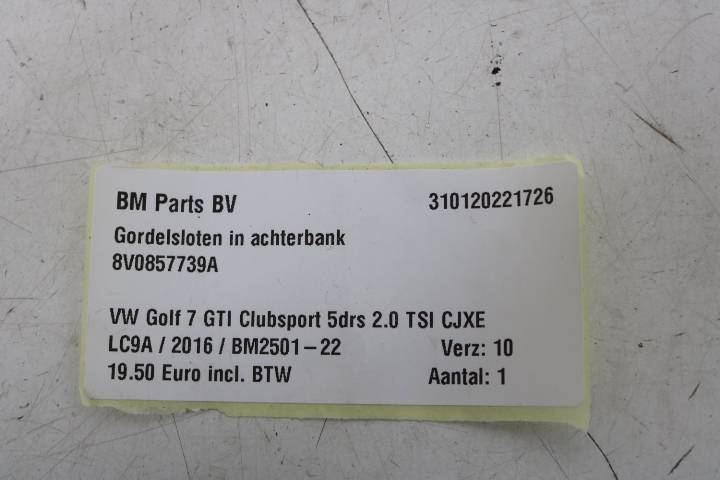 BM Parts BV 310120221726
Gordelsloten in achterbank
8V0857739A
VW Golf 7 GTI Clubsport 5drs 2.0 TSI CJXE
LC9A / 2016 / BM2501-22 Verz: 10
19.50 Euro incl. BTW Aantal: 1